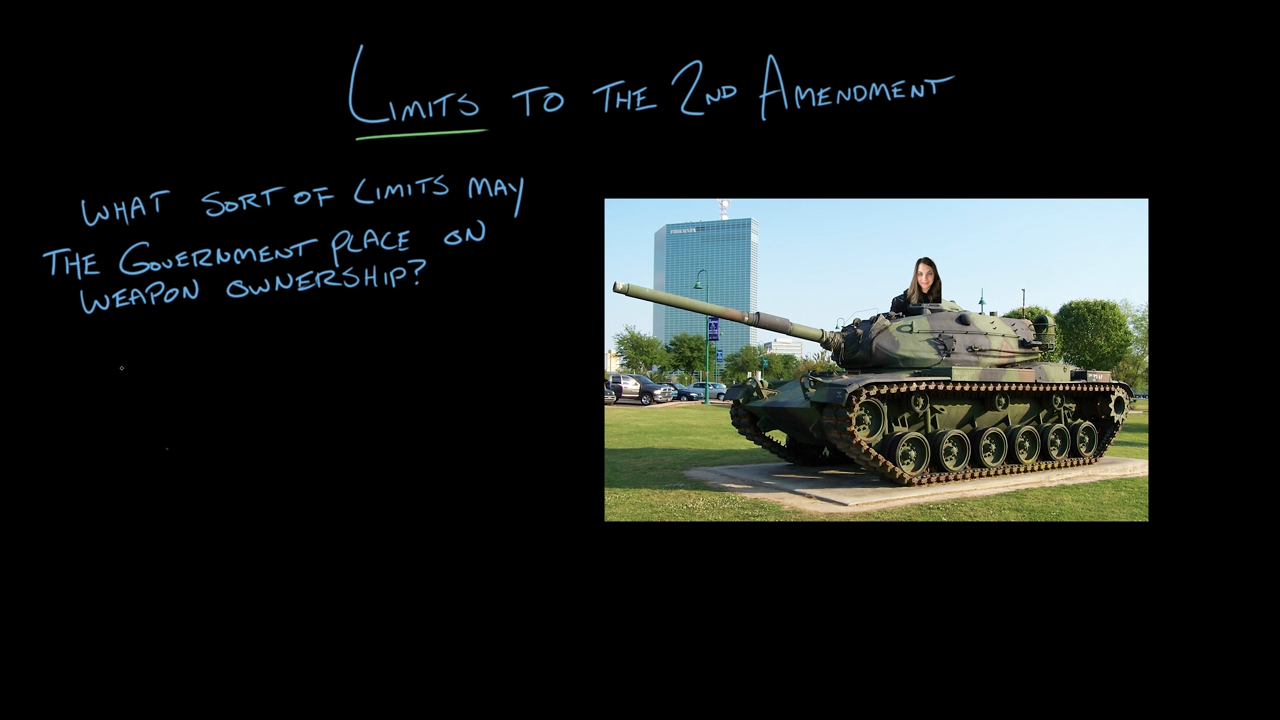 LIMITS TO THE 2ND AMENDMENT
WHAT SORT OF LIMITS MAY
THE GOVERNMENT PLACE ON
WEAPON OWNERSHIP?